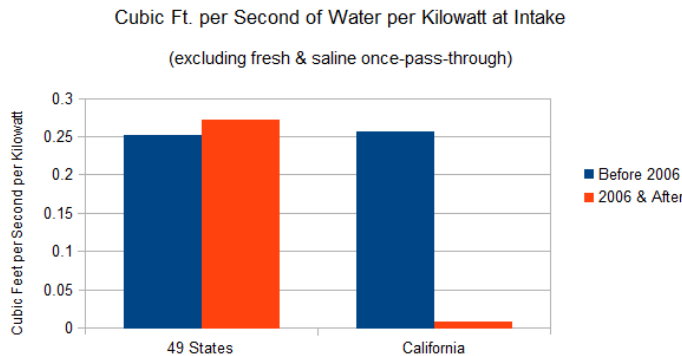 Cubic Ft. per Second of Water per Kilowatt at Intake
(excluding fresh & saline once-pass-through)
Cubic Feet per Second per Kilowatt
0.3
0.25
0.2
0.15
0.1
0.05
0
49 States
California
Before 2006
2006 & After